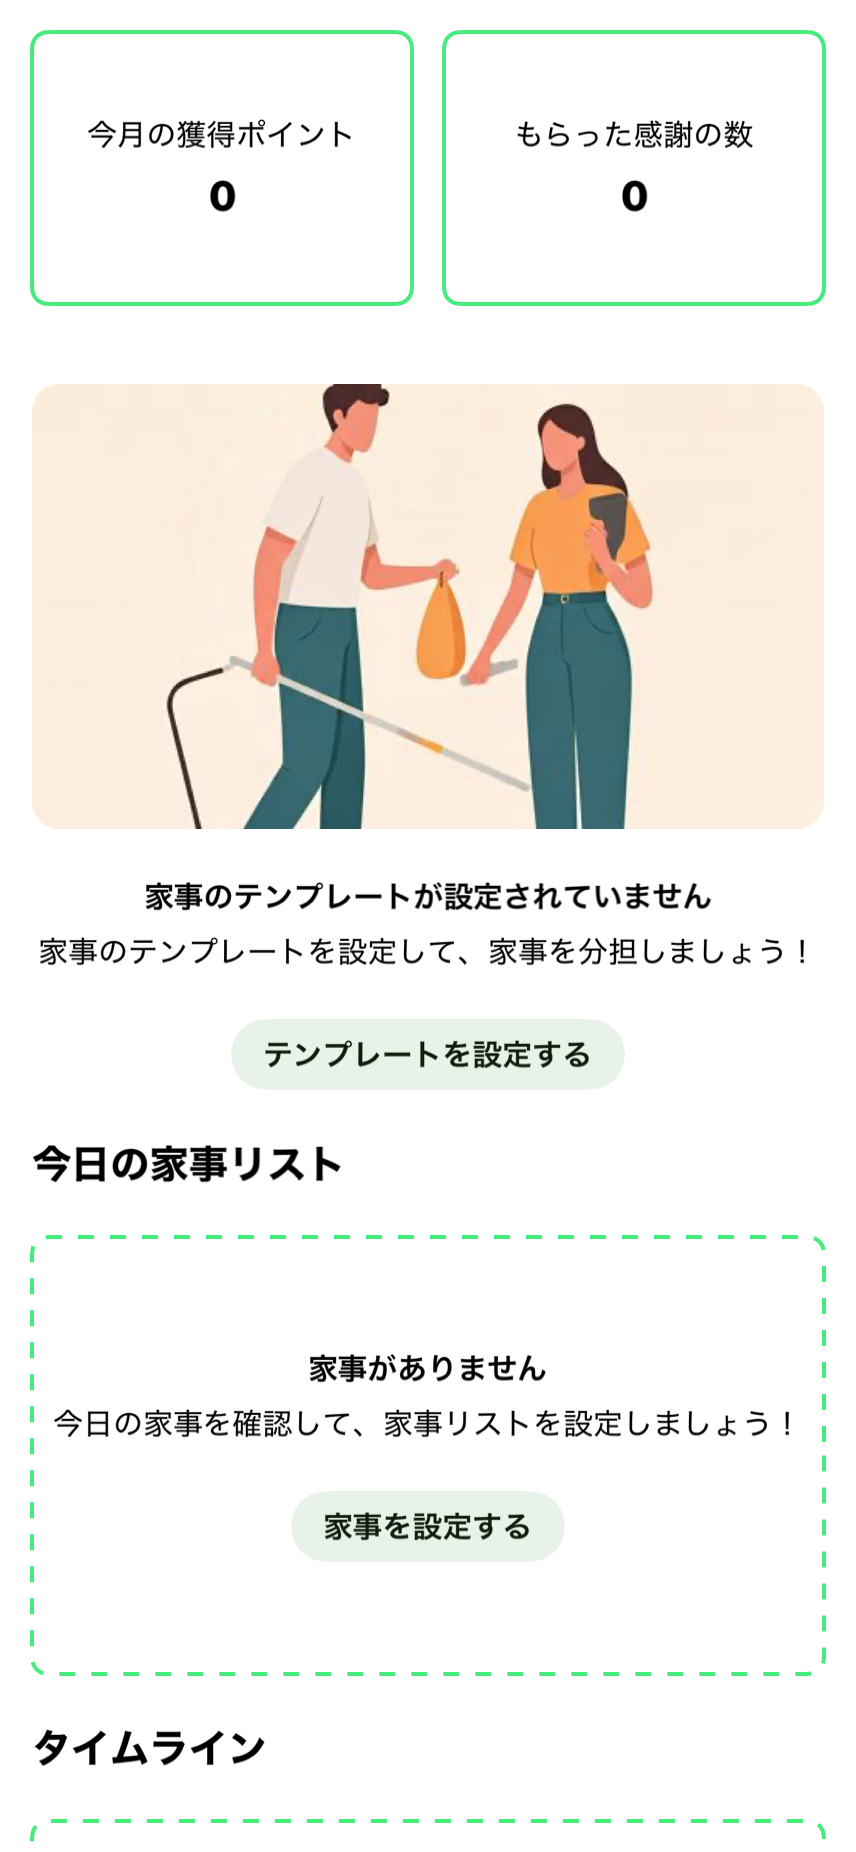 今月の獲得ポイント
0
もらった感謝の数
0
家事のテンプレートが設定されていません
家事のテンプレートを設定して、家事を分担しましょう！
テンプレートを設定する
今日の家事リスト
家事がありません
今日の家事を確認して、家事リストを設定しましょう！
家事を設定する
タイムライン